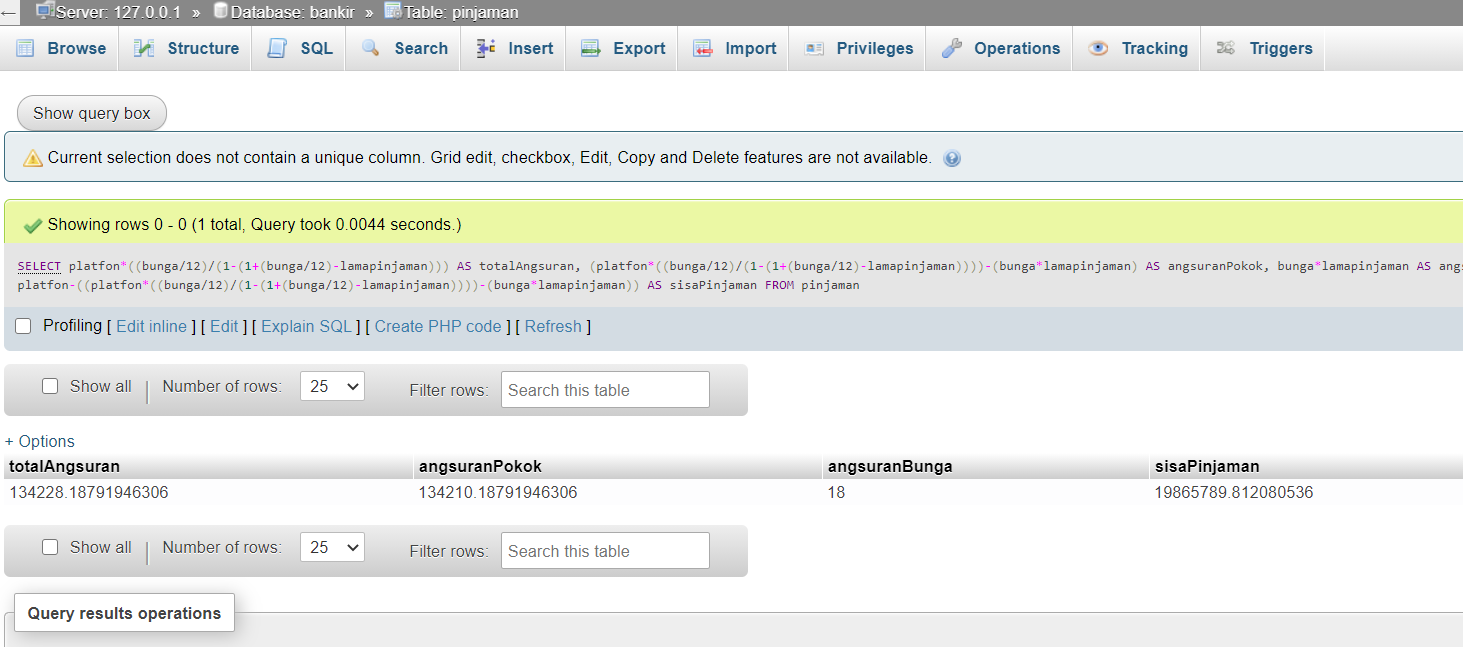 ← Server: 127.0.0.1 » Database: bankir » Table: pinjaman
Browse Structure SQL Search Insert Export Import Privileges Operations Tracking Triggers
Show query box
Current selection does not contain a unique column. Grid edit, checkbox, Edit, Copy and Delete features are not available.
Showing rows 0 - 0 (1 total, Query took 0.0044 seconds.)
SELECT platfon*((bunga/12)/(1-(1+(bunga/12)-lamapinjaman))) AS totalAngsuran, (platfon*((bunga/12)/(1-(1+(bunga/12)-lamapinjaman))))-(bunga*lamapinjaman) AS angsuranPokok, bunga*lamapinjaman AS angs
platfon-((platfon*((bunga/12)/(1-(1+(bunga/12)-lamapinjaman))))-(bunga*lamapinjaman)) AS sisaPinjaman FROM pinjaman
Profiling [ Edit inline ] [ Edit ] [ Explain SQL ] [ Create PHP code ] [ Refresh ]
Show all | Number of rows: 25 Filter rows: Search this table
+ Options
totalAngsuran angsuranPokok angsuranBunga sisaPinjaman
134228.18791946306 134210.18791946306 18 19865789.812080536
Show all | Number of rows: 25 Filter rows: Search this table
Query results operations